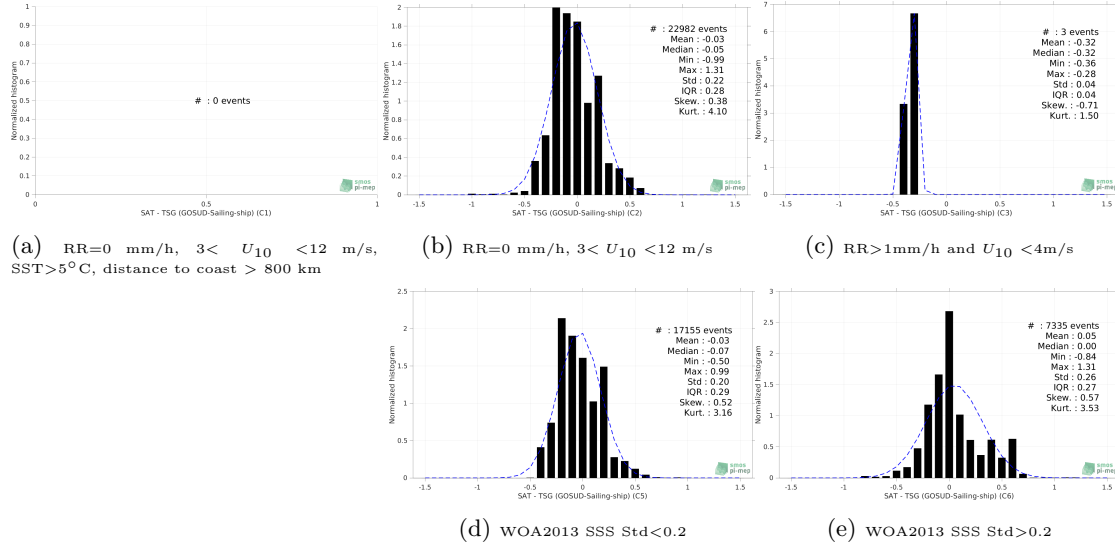 Normalized histogram
1
0.9
0.8
0.7
0.6
0.5
0.4
0.3
0.2
0.1
0
# : 0 events
0
0.5
1
SAT - TSG (GOSUD-Sailing-ship) (C1)
smos
pi-mep
(a) RR=0 mm/h, 3< U10 <12 m/s,
SST>5°C, distance to coast > 800 km
Normalized histogram
2
1.8
1.6
1.4
1.2
1
0.8
0.6
0.4
0.2
0
# : 22982 events
Mean : -0.03
Median : -0.05
Min : -0.99
Max : 1.31
Std : 0.22
IQR : 0.28
Skew. : 0.38
Kurt. : 4.10
-1.5
-1
-0.5
0
0.5
1
1.5
SAT - TSG (GOSUD-Sailing-ship) (C2)
smos
pi-mep
(b) RR=0 mm/h, 3< U10 <12 m/s
Normalized histogram
7
6
5
4
3
2
1
0
# : 3 events
Mean : -0.32
Median : -0.32
Min : -0.36
Max : -0.28
Std : 0.04
IQR : 0.04
Skew. : -0.71
Kurt. : 1.50
-1.5
-1
-0.5
0
0.5
1
1.5
SAT - TSG (GOSUD-Sailing-ship) (C3)
smos
pi-mep
(c) RR>1mm/h and U10 <4m/s
Normalized histogram
2.5
2
1.5
1
0.5
0
# : 17155 events
Mean : -0.03
Median : -0.07
Min : -0.50
Max : 0.99
Std : 0.20
IQR : 0.29
Skew. : 0.52
Kurt. : 3.16
-1.5
-1
-0.5
0
0.5
1
1.5
SAT - TSG (GOSUD-Sailing-ship) (C5)
smos
pi-mep
(d) WOA2013 SSS Std<0.2
Normalized histogram
3
2.5
2
1.5
1
0.5
0
# : 7335 events
Mean : 0.05
Median : 0.00
Min : -0.84
Max : 1.31
Std : 0.26
IQR : 0.27
Skew. : 0.57
Kurt. : 3.53
-1.5
-1
-0.5
0
0.5
1
1.5
SAT - TSG (GOSUD-Sailing-ship) (C6)
smos
pi-mep
(e) WOA2013 SSS Std>0.2